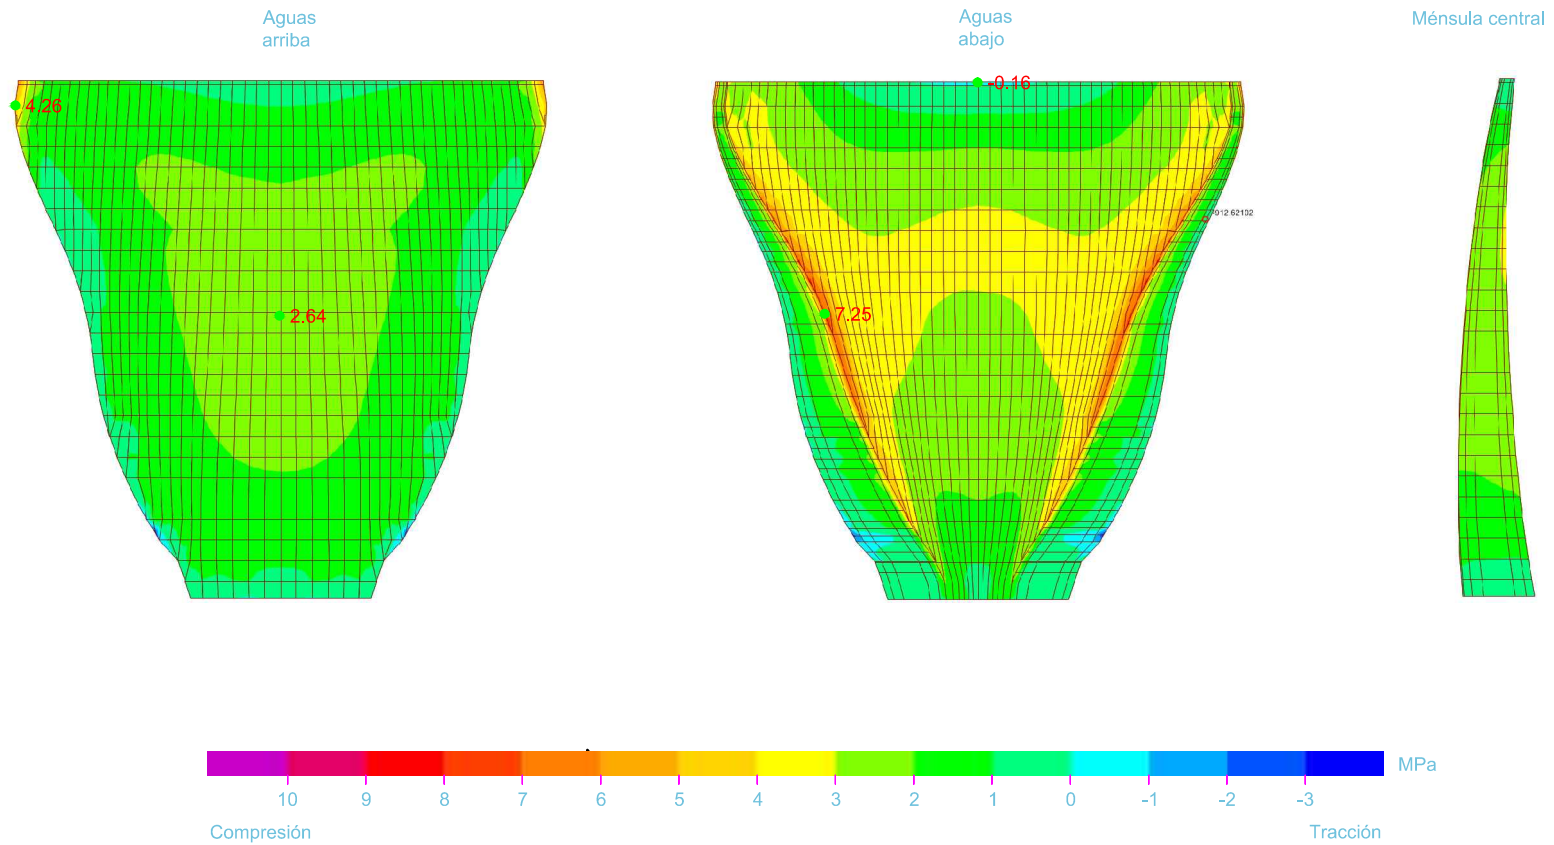 Aguas
arriba
Aguas
abajo
Ménsula central
4.26
-0.16
2.64
7.25
MPa
10 9 8 7 6 5 4 3 2 1 0 -1 -2 -3
Compresión
Tracción